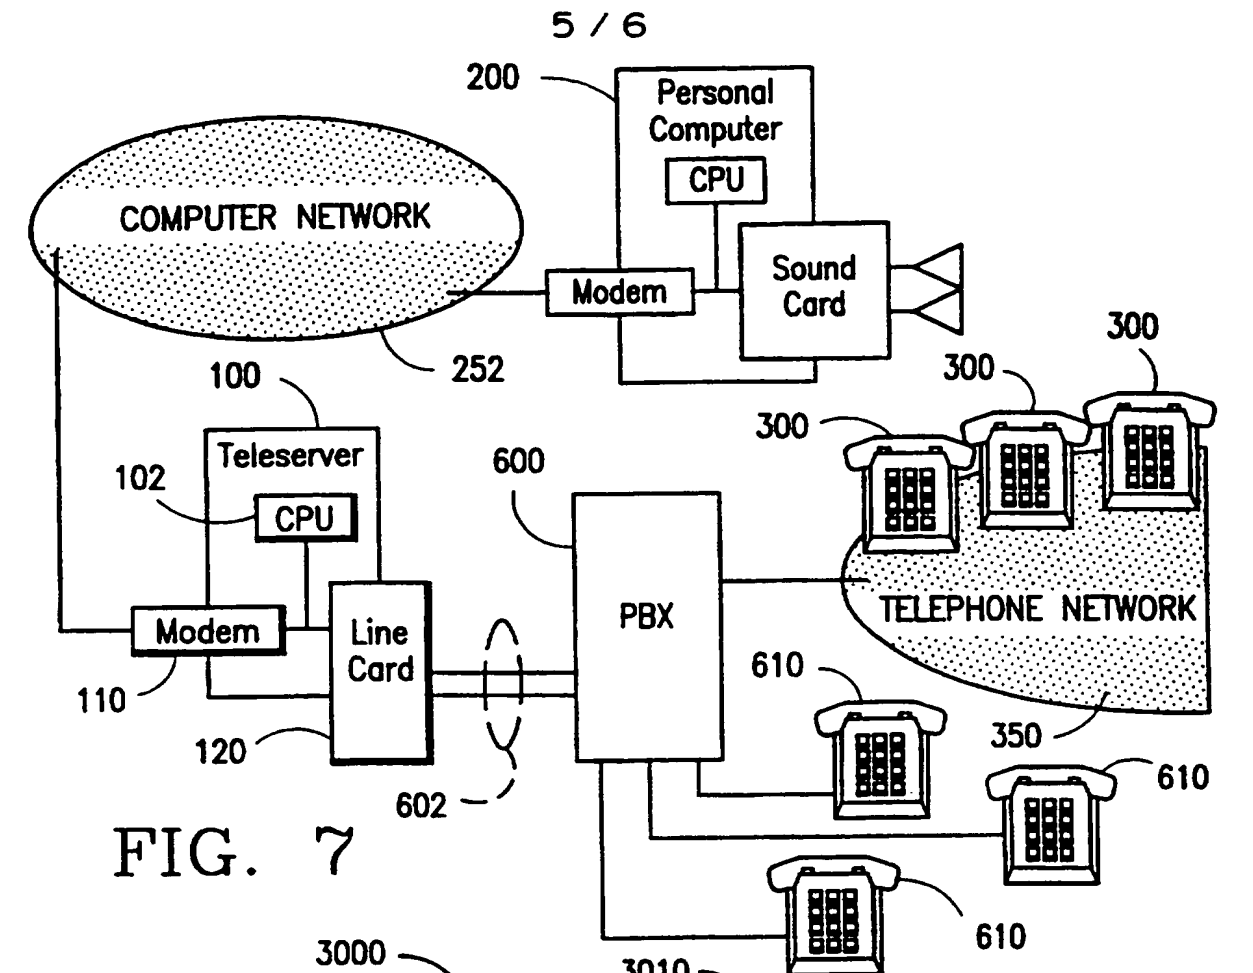 5 / 6
200
Personal
Computer
CPU
COMPUTER NETWORK
Sound
Card
Modem
252
300
300
300
100
Teleserver
102
CPU
600
PBX
TELEPHONE NETWORK
Modem
Line
Card
110
120
602
610
350
610
610
FIG. 7
3000
3010